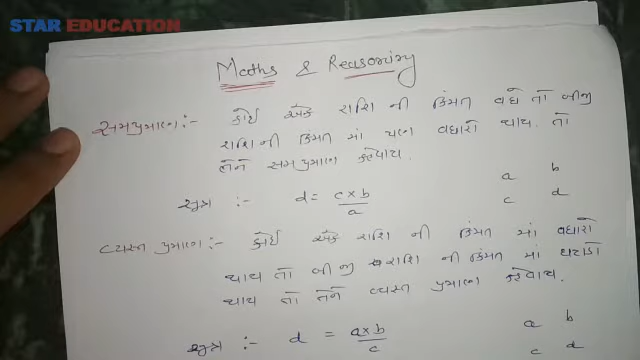 STAR EDUCATION
Maths & Reasoning
સમપ્રમાણ:- કોઇ એક રાશિ ની કિંમત વધે તો બીજી
રાશિ ની કિંમત માં પણ વધારો થાય. તો
તેને સમપ્રમાણ કહેવાય.
સૂત્ર :- d = c×b/a
a b
c d
વ્યસ્ત પ્રમાણ:- કોઇ એક રાશિ ની કિંમત માં વધારો
થાય તો બીજી રાશિ ની કિંમત માં ઘટાડો
થાય તો તેને વ્યસ્ત પ્રમાણ કહેવાય.
સૂત્ર :- d = a×b/c
a b
c d